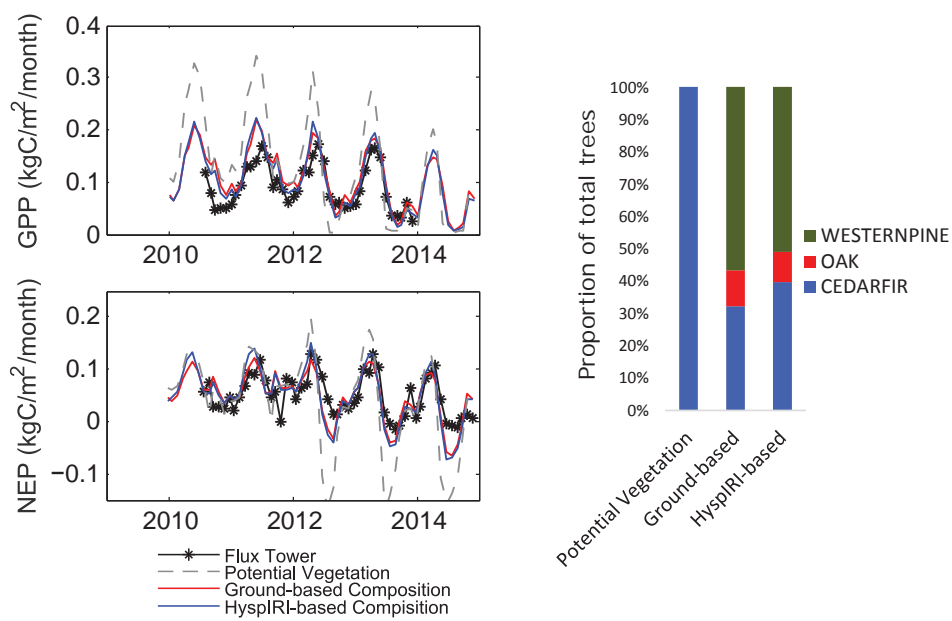 0.4
0.3
0.2
0.1
0
GPP (kgC/m²/month)
2010 2012 2014
0.2
0.1
0
−0.1
NEP (kgC/m²/month)
2010 2012 2014
Flux Tower
Potential Vegetation
Ground-based Composition
HyspIRI-based Compisition
100%
90%
80%
70%
60%
50%
40%
30%
20%
10%
0%
Proportion of total trees
Potential Vegetation
Ground-based
HyspIRI-based
WESTERNPINE
OAK
CEDARFIR